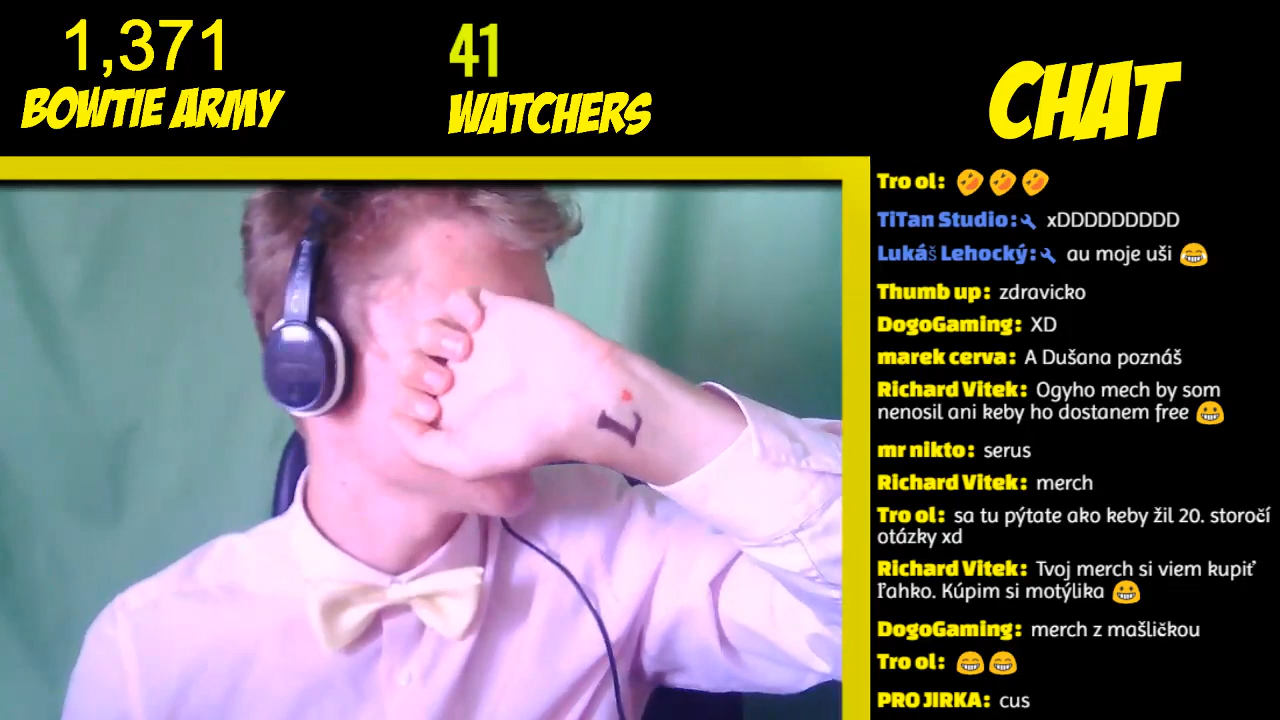 1,371
BOWTIE ARMY
41
WATCHERS
CHAT
Tro ol: 🤣 🤣 🤣
TiTan Studio: xDDDDDDDDD
Lukáš Lehocký: au moje uši 😂
Thumb up: zdravicko
DogoGaming: XD
marek cerva: A Dušana poznáš
Richard Vitek: Ogyho mech by som
nenosil ani keby ho dostanem free 😀
mr nikto: serus
Richard Vitek: merch
Tro ol: sa tu pýtate ako keby žil 20. storočí
otázky xd
Richard Vitek: Tvoj merch si viem kupiť
ľahko. Kúpim si motýlika 😀
DogoGaming: merch z mašličkou
Tro ol: 😂 😂
PRO JIRKA: cus
L